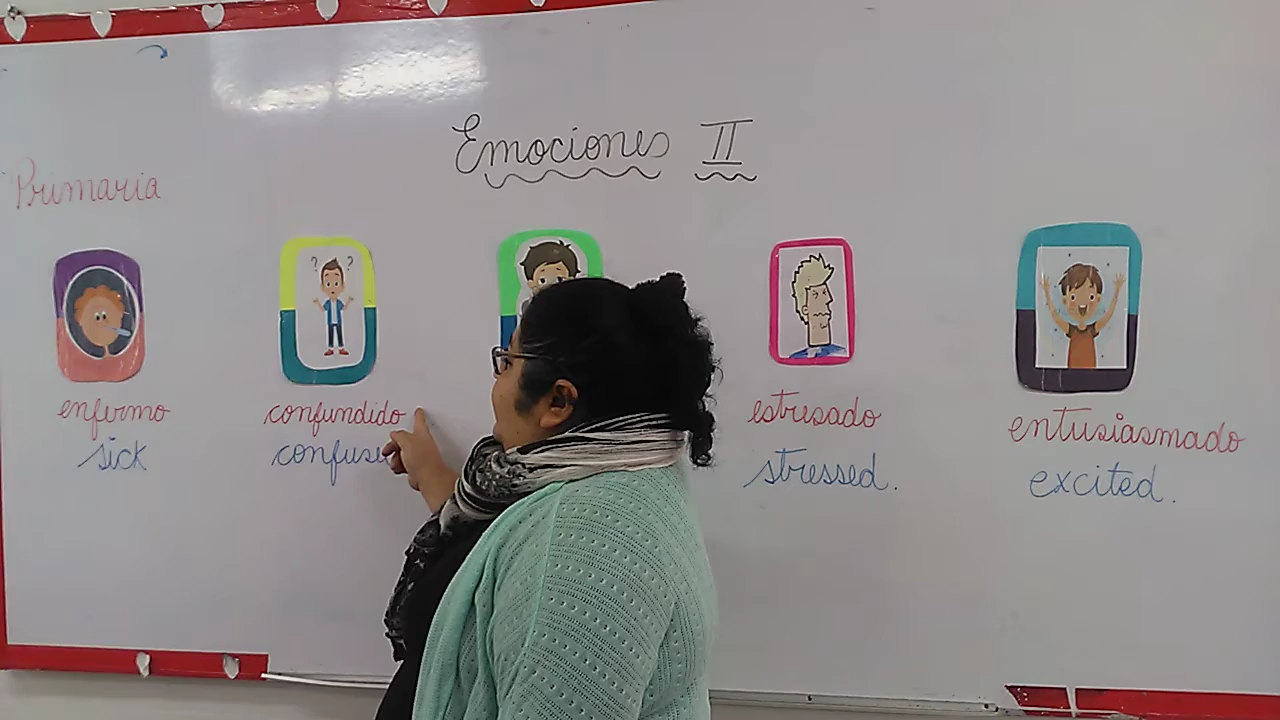 Emociones II
Primaria
enfermo
sick
confundido
estresado
stressed.
entusiasmado
excited.
? ?